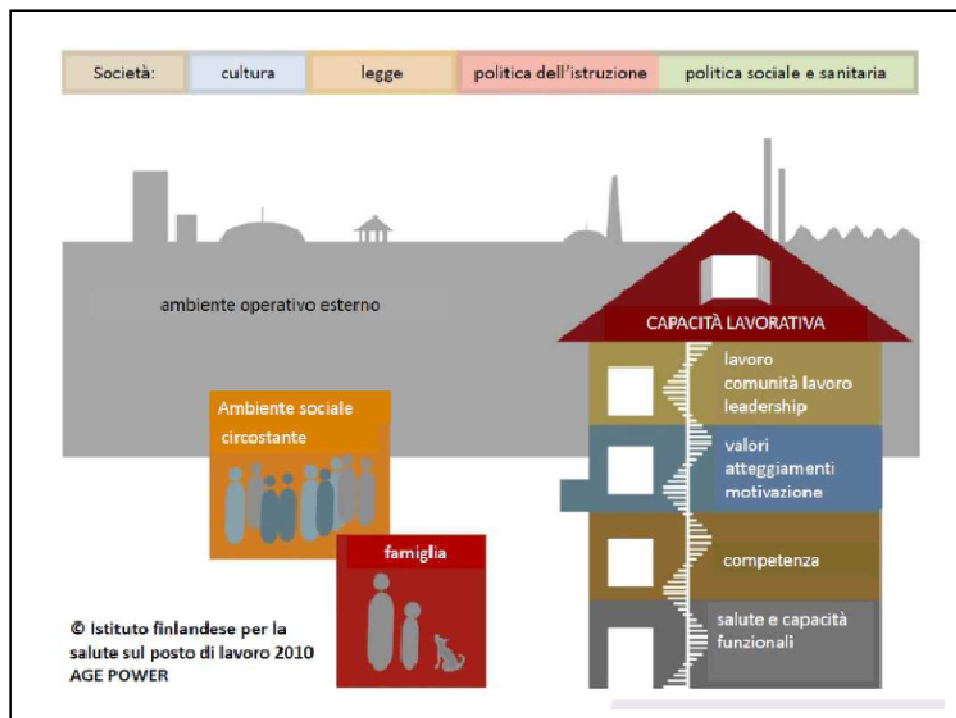 Società: cultura legge politica dell'istruzione politica sociale e sanitaria
ambiente operativo esterno
CAPACITÀ LAVORATIVA
lavoro
comunità lavoro
leadership
Ambiente sociale
circostante
valori
atteggiamenti
motivazione
famiglia
competenza
salute e capacità
funzionali
© Istituto finlandese per la
salute sul posto di lavoro 2010
AGE POWER